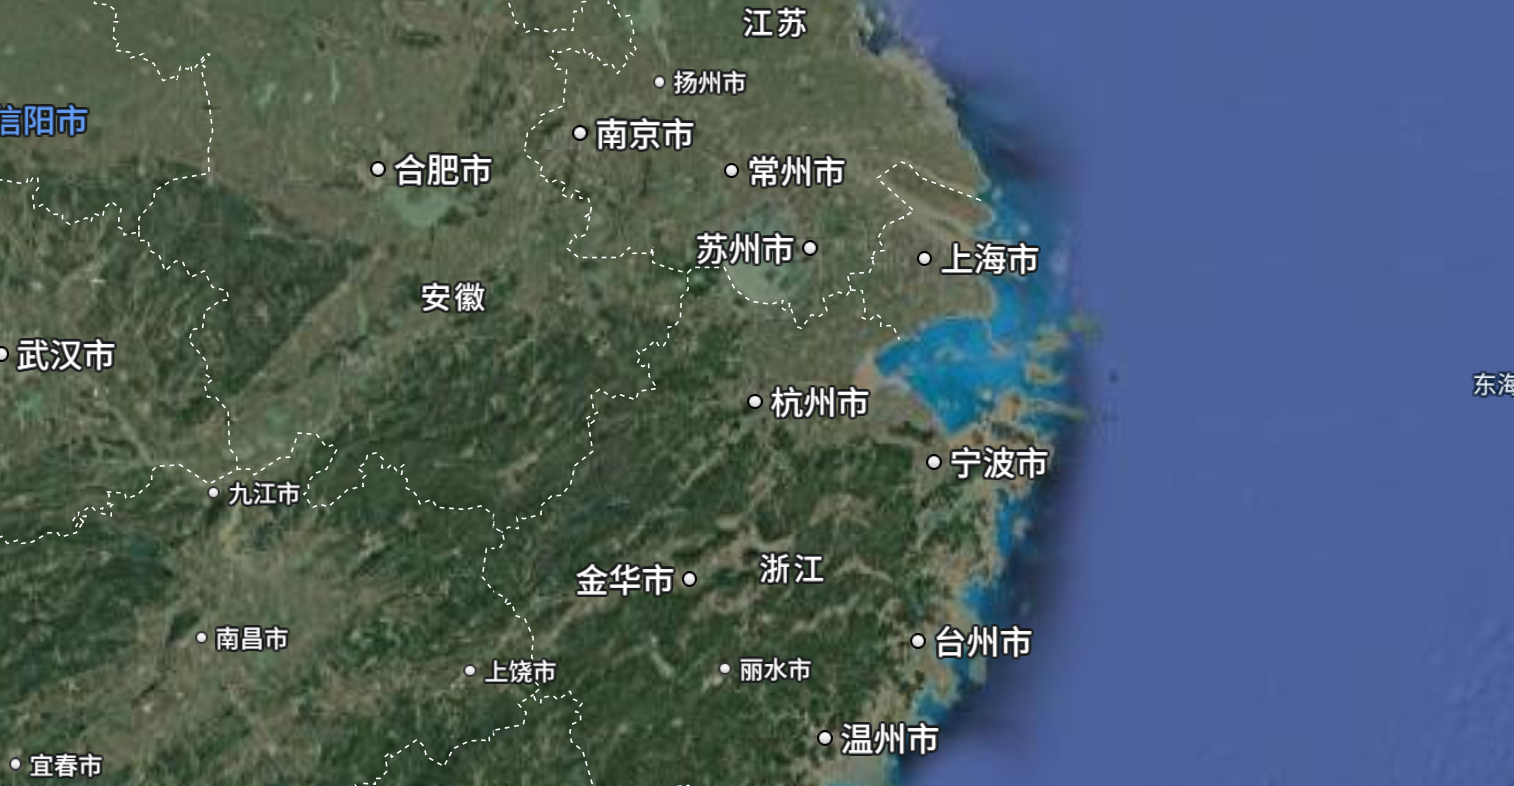 江苏
扬州市
信阳市
南京市
合肥市
常州市
苏州市
上海市
安徽
武汉市
东海
杭州市
宁波市
九江市
浙江
金华市
南昌市
台州市
上饶市
丽水市
温州市
宜春市